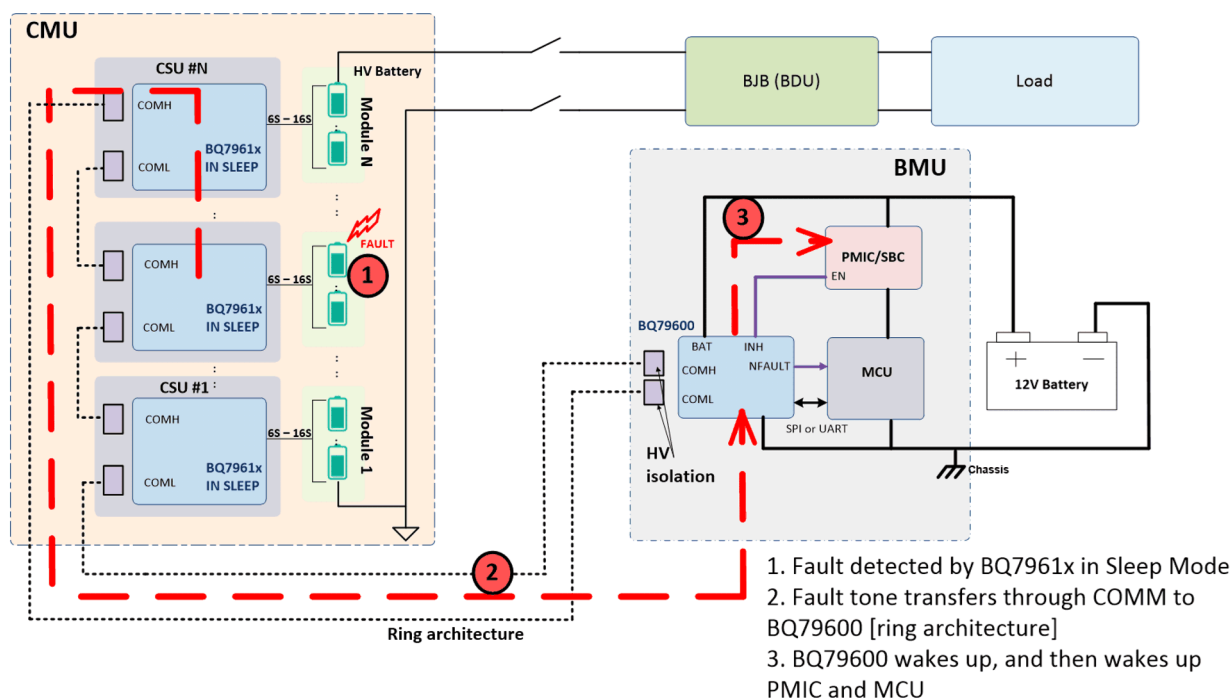 CMU
CSU #N
HV Battery
COMH
COML
BQ7961x
IN SLEEP
6S – 16S
Module N
:
FAULT
1
COMH
COML
BQ7961x
IN SLEEP
6S – 16S
CSU #1
COMH
COML
BQ7961x
IN SLEEP
6S – 16S
Module 1
BJB (BDU)
Load
BMU
3
PMIC/SBC
EN
BQ79600
BAT
INH
COMH
NFAULT
COML
MCU
SPI or UART
HV
isolation
+
−
12V Battery
Chassis
2
Ring architecture
1. Fault detected by BQ7961x in Sleep Mode
2. Fault tone transfers through COMM to
BQ79600 [ring architecture]
3. BQ79600 wakes up, and then wakes up
PMIC and MCU